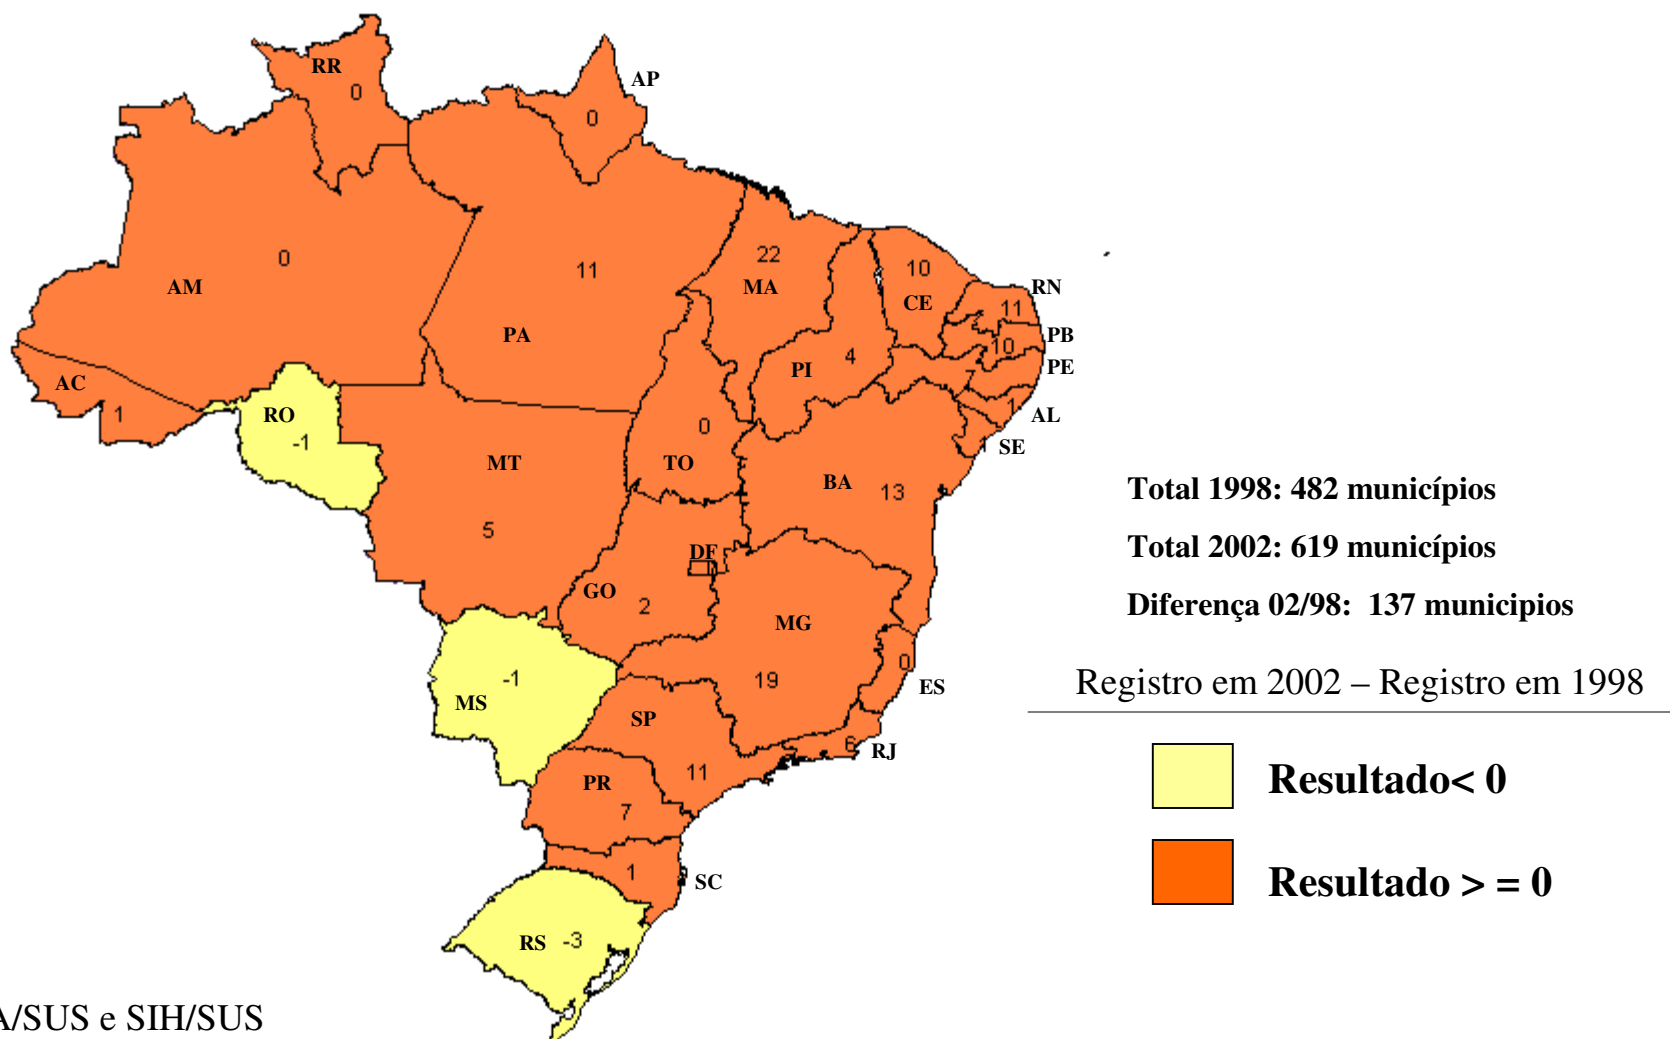 RR
0
AP
0
AM
0
PA
11
MA
22
CE
10
RN
11
PB
10
PE
7
PI
4
AL
1
SE
AC
1
RO
-1
MT
5
TO
0
BA
13
DF
GO
2
MG
19
ES
0
MS
-1
SP
11
RJ
6
PR
7
SC
1
RS -3
Total 1998: 482 municípios
Total 2002: 619 municípios
Diferença 02/98: 137 municipios
Registro em 2002 – Registro em 1998
Resultado< 0
Resultado > = 0
A/SUS e SIH/SUS